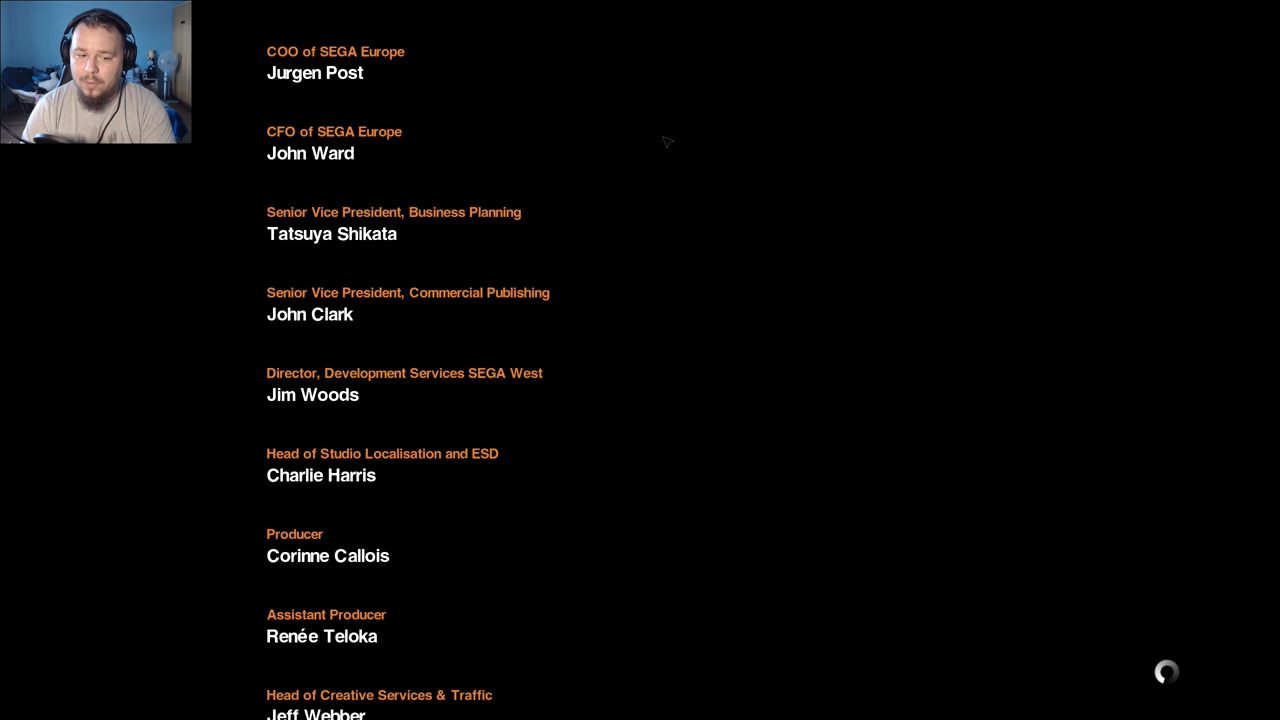 COO of SEGA Europe
Jurgen Post
CFO of SEGA Europe
John Ward
Senior Vice President, Business Planning
Tatsuya Shikata
Senior Vice President, Commercial Publishing
John Clark
Director, Development Services SEGA West
Jim Woods
Head of Studio Localisation and ESD
Charlie Harris
Producer
Corinne Callois
Assistant Producer
Renée Teloka
Head of Creative Services & Traffic
Jeff Webber